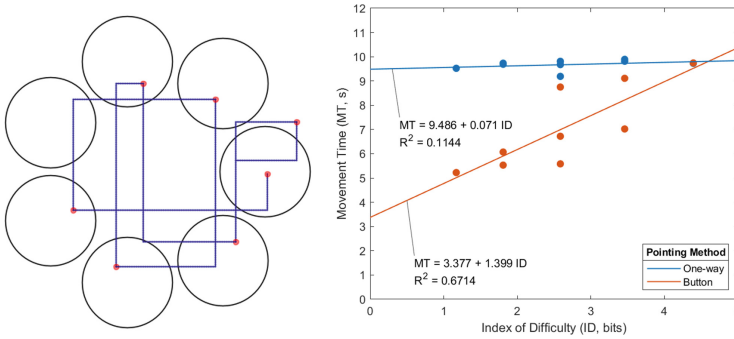 12
11
10
9
8
7
6
5
4
3
2
1
0
Movement Time (MT, s)
MT = 9.486 + 0.071 ID
R² = 0.1144
MT = 3.377 + 1.399 ID
R² = 0.6714
Pointing Method
One-way
Button
0 1 2 3 4
Index of Difficulty (ID, bits)